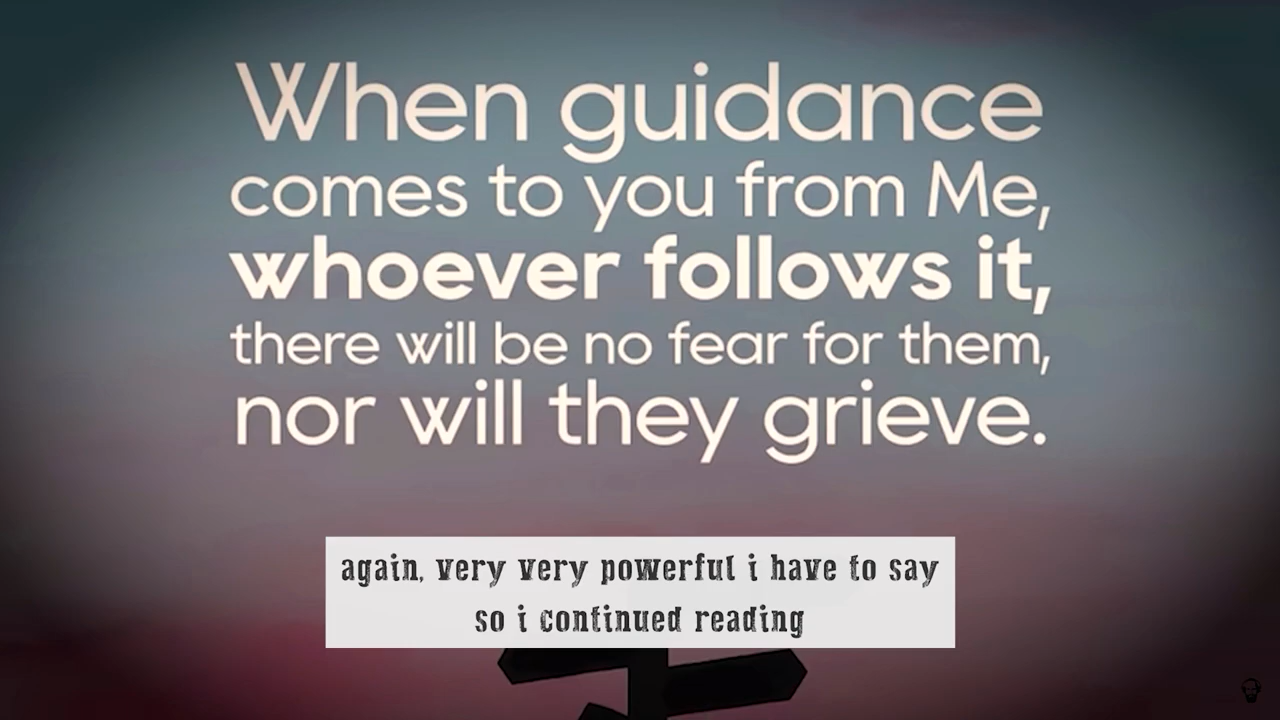 When guidance
comes to you from Me,
whoever follows it,
there will be no fear for them,
nor will they grieve.
again, very very powerful i have to say
so i continued reading